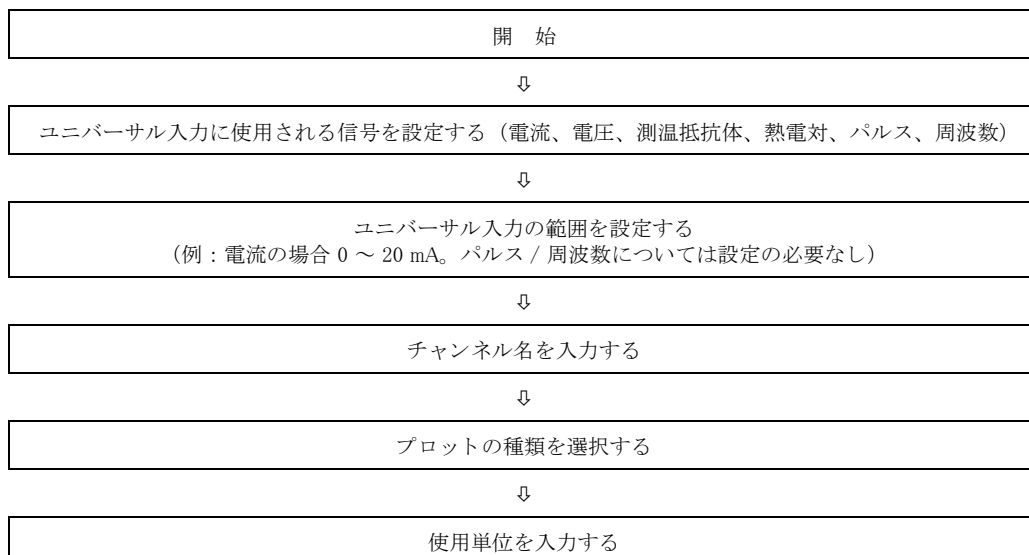 開　始
⇩
ユニバーサル入力に使用される信号を設定する（電流、電圧、測温抵抗体、熱電対、パルス、周波数）
⇩
ユニバーサル入力の範囲を設定する
（例：電流の場合 0 ～ 20 mA。パルス / 周波数については設定の必要なし）
⇩
チャンネル名を入力する
⇩
プロットの種類を選択する
⇩
使用単位を入力する